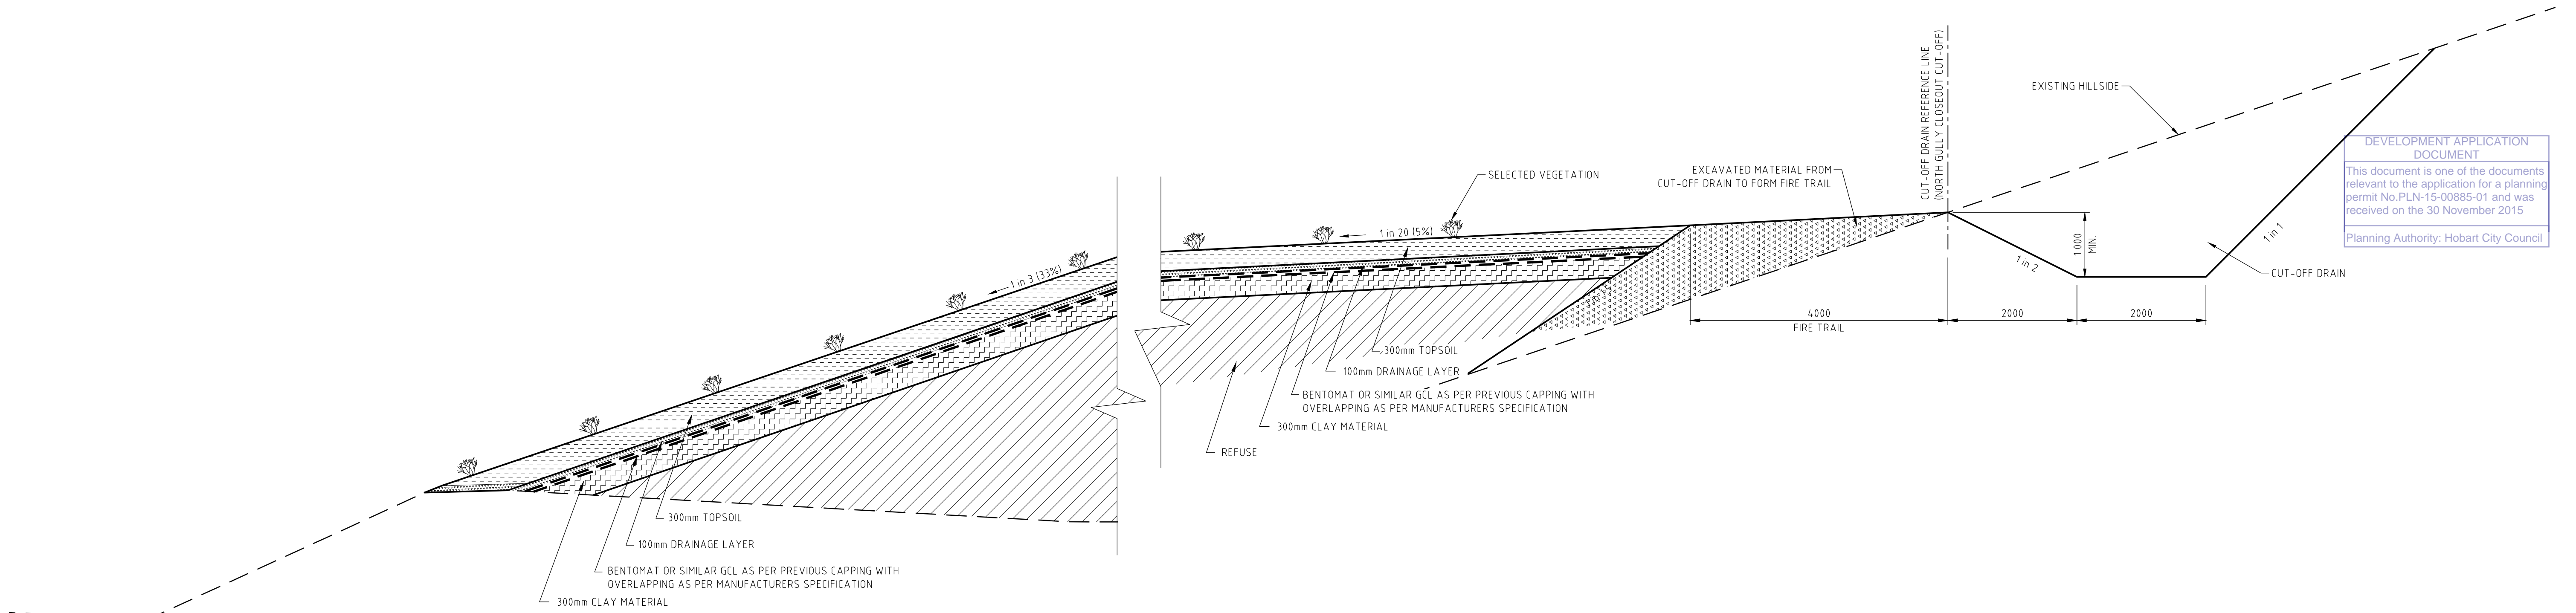 CUT-OFF DRAIN REFERENCE LINE
(NORTH GULLY CLOSEOUT CUT-OFF)
EXISTING HILLSIDE
DEVELOPMENT APPLICATION
DOCUMENT
This document is one of the documents
relevant to the application for a planning
permit No.PLN-15-00885-01 and was
received on the 30 November 2015
Planning Authority: Hobart City Council
SELECTED VEGETATION
EXCAVATED MATERIAL FROM
CUT-OFF DRAIN TO FORM FIRE TRAIL
1 in 20 (5%)
1 in 3 (33%)
1000
MIN
1 in 2
1 in 1
CUT-OFF DRAIN
4000
FIRE TRAIL
2000
2000
300mm TOPSOIL
100mm DRAINAGE LAYER
BENTOMAT OR SIMILAR GCL AS PER PREVIOUS CAPPING WITH
OVERLAPPING AS PER MANUFACTURERS SPECIFICATION
300mm CLAY MATERIAL
REFUSE
300mm TOPSOIL
100mm DRAINAGE LAYER
BENTOMAT OR SIMILAR GCL AS PER PREVIOUS CAPPING WITH
OVERLAPPING AS PER MANUFACTURERS SPECIFICATION
300mm CLAY MATERIAL